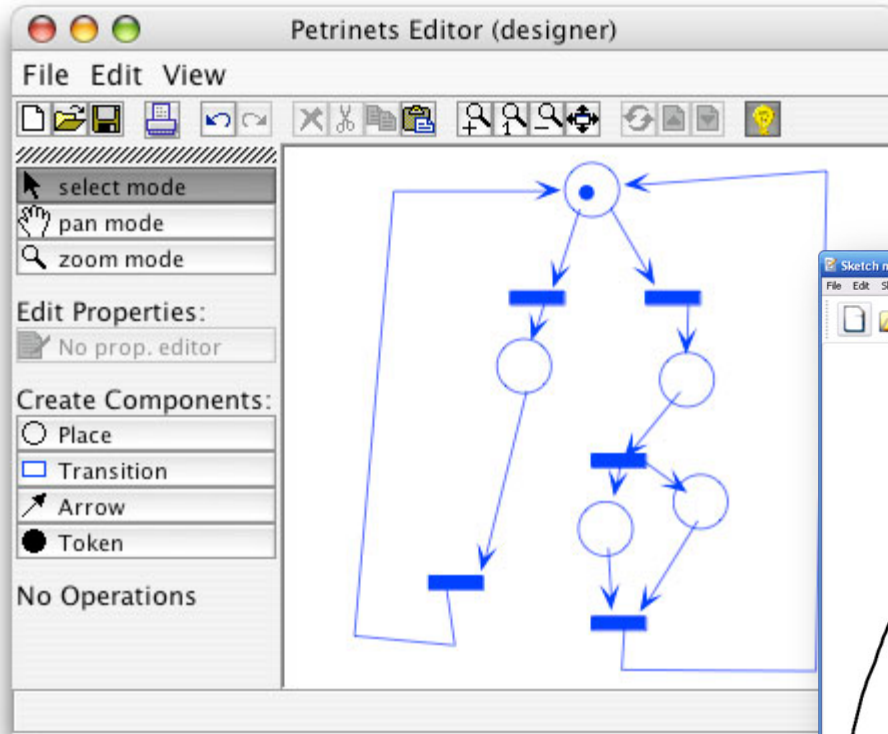 Petrinets Editor (designer)
File Edit View
select mode
pan mode
zoom mode
Edit Properties:
No prop. editor
Create Components:
Place
Transition
Arrow
Token
No Operations
Sketch
File Edit